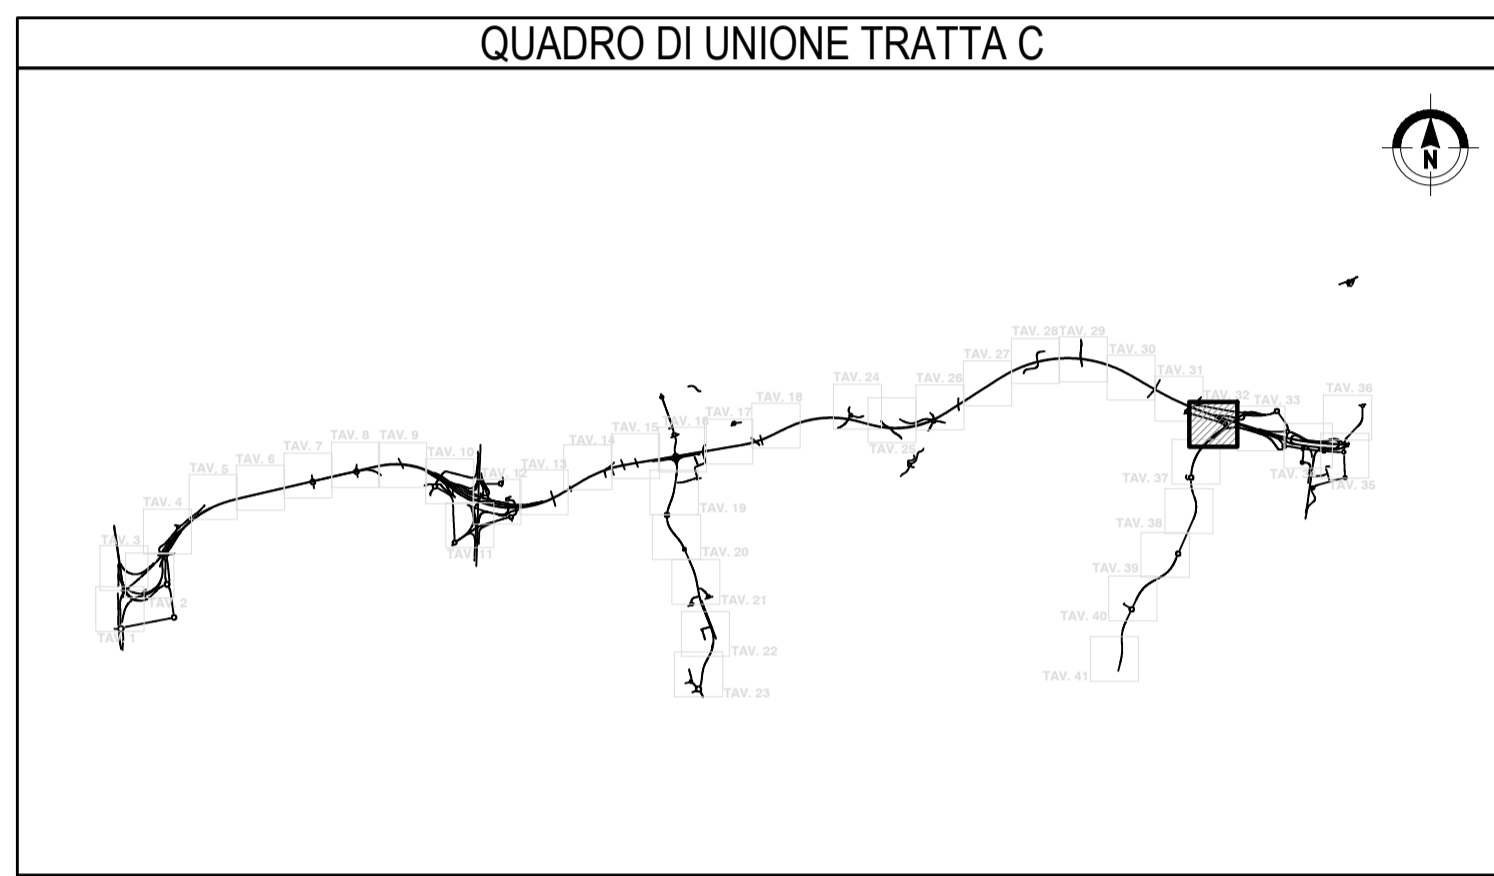 QUADRO DI UNIONE TRATTA C
N
TAV. 28
TAV. 29
TAV. 30
TAV. 27
TAV. 31
TAV. 26
TAV. 24
TAV. 25
TAV. 32
TAV. 33
TAV. 36
TAV. 35
TAV. 18
TAV. 17
TAV. 16
TAV. 15
TAV. 14
TAV. 13
TAV. 12
TAV. 11
TAV. 10
TAV. 9
TAV. 8
TAV. 7
TAV. 6
TAV. 5
TAV. 4
TAV. 3
TAV. 2
TAV. 1
TAV. 19
TAV. 20
TAV. 21
TAV. 22
TAV. 23
TAV. 37
TAV. 38
TAV. 39
TAV. 40
TAV. 41